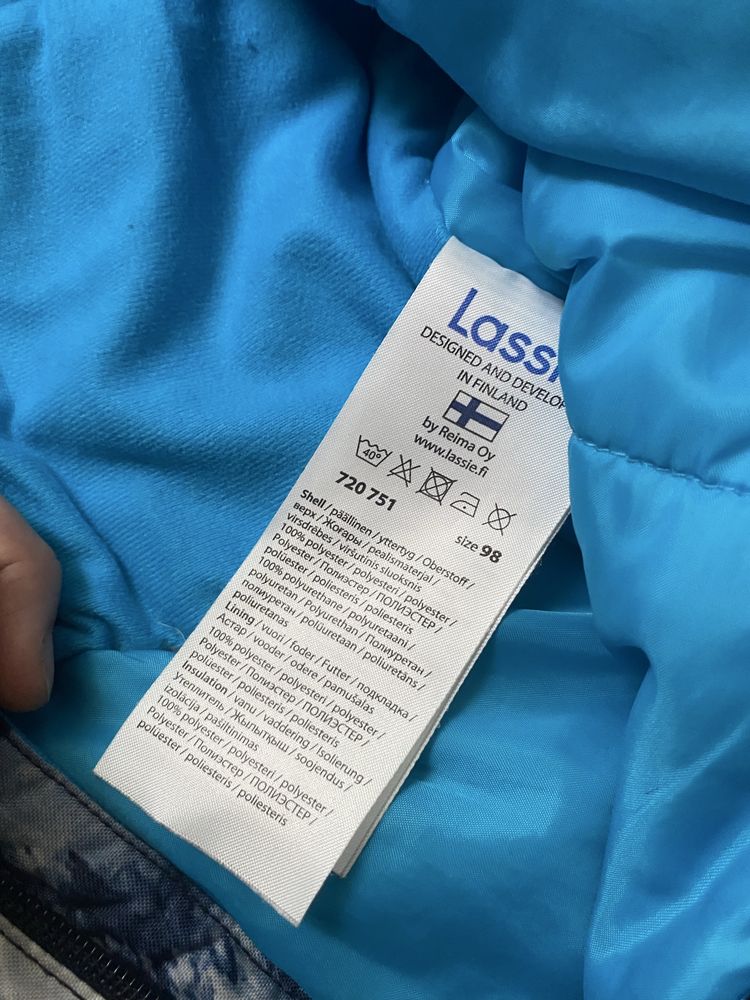 Lassi
DESIGNED AND DEVELOP
IN FINLAND
by Reima Oy
www.lassie.fi
40°
720 751
size 98
Shell / päällinen / yttertyg / Oberstoff /
верх / Жоғары / pealismaterjal /
virsdrēbes / viršutinis sluoksnis
100% polyester / polyesteri / polyester /
Polyester / Полиэстер / ПОЛИЭСТЕР /
polüester / poliesteris / poliesteris
100% polyurethane / polyuretaani /
polyuretan / Polyurethan / Полиуретан /
полиуретан / polüuretaan / poliuretāns /
poliuretanas
Lining / vuori / foder / Futter / подкладка /
Астар / vooder / odere / pamušalas
100% polyester / polyesteri / polyester /
Polyester / Полиэстер / ПОЛИЭСТЕР /
polüester / poliesteris / poliesteris
Insulation / vanu / vaddering / Isolierung /
утеплитель / Жылытқыш / soojendus /
izolācija / pašiltinimas
100% polyester / polyesteri / polyester /
Polyester / Полиэстер / ПОЛИЭСТЕР /
polüester / poliesteris / poliesteris